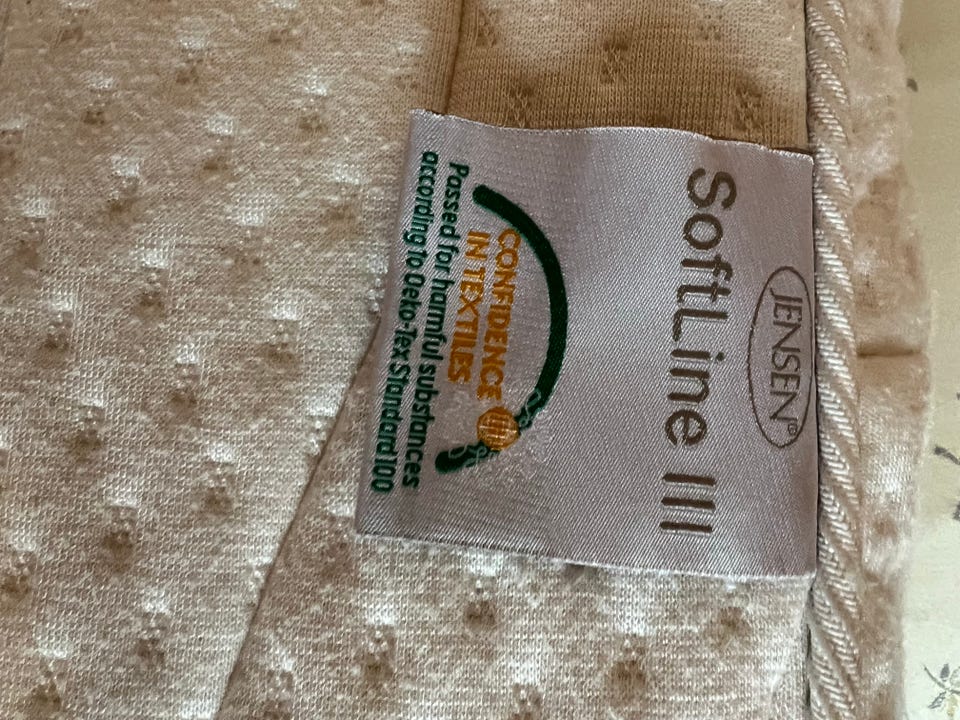 JENSEN®
SoftLine III
CONFIDENCE
IN TEXTILES
Passed for harmful substances
according to Oeko-Tex Standard 100